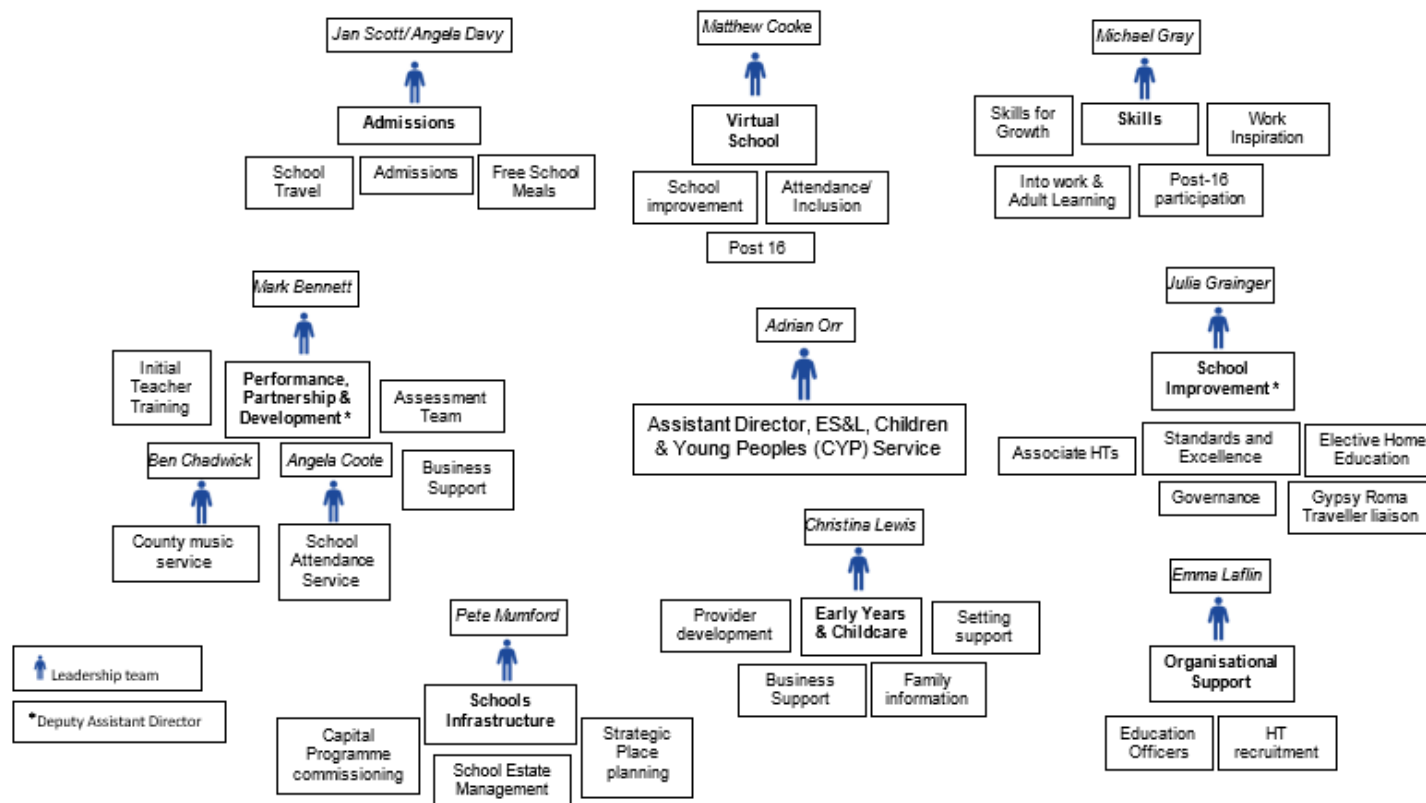 Jan Scott/Angela Davy
Admissions
School
Travel
Admissions
Free School
Meals
Matthew Cooke
Virtual
School
School
improvement
Attendance/
Inclusion
Post 16
Michael Gray
Skills for
Growth
Skills
Work
Inspiration
Into work &
Adult Learning
Post-16
participation
Mark Bennett
Initial
Teacher
Training
Performance,
Partnership &
Development*
Assessment
Team
Ben Chadwick
Angela Coote
Business
Support
County music
service
School
Attendance
Service
Adrian Orr
Assistant Director, ES&L, Children
& Young Peoples (CYP) Service
Julia Grainger
School
Improvement*
Associate HTs
Standards and
Excellence
Elective Home
Education
Governance
Gypsy Roma
Traveller liaison
Pete Mumford
Schools
Infrastructure
Capital
Programme
commissioning
School Estate
Management
Strategic
Place
planning
Christina Lewis
Provider
development
Early Years
& Childcare
Setting
support
Business
Support
Family
information
Emma Laflin
Organisational
Support
Education
Officers
HT
recruitment
Leadership team
*Deputy Assistant Director